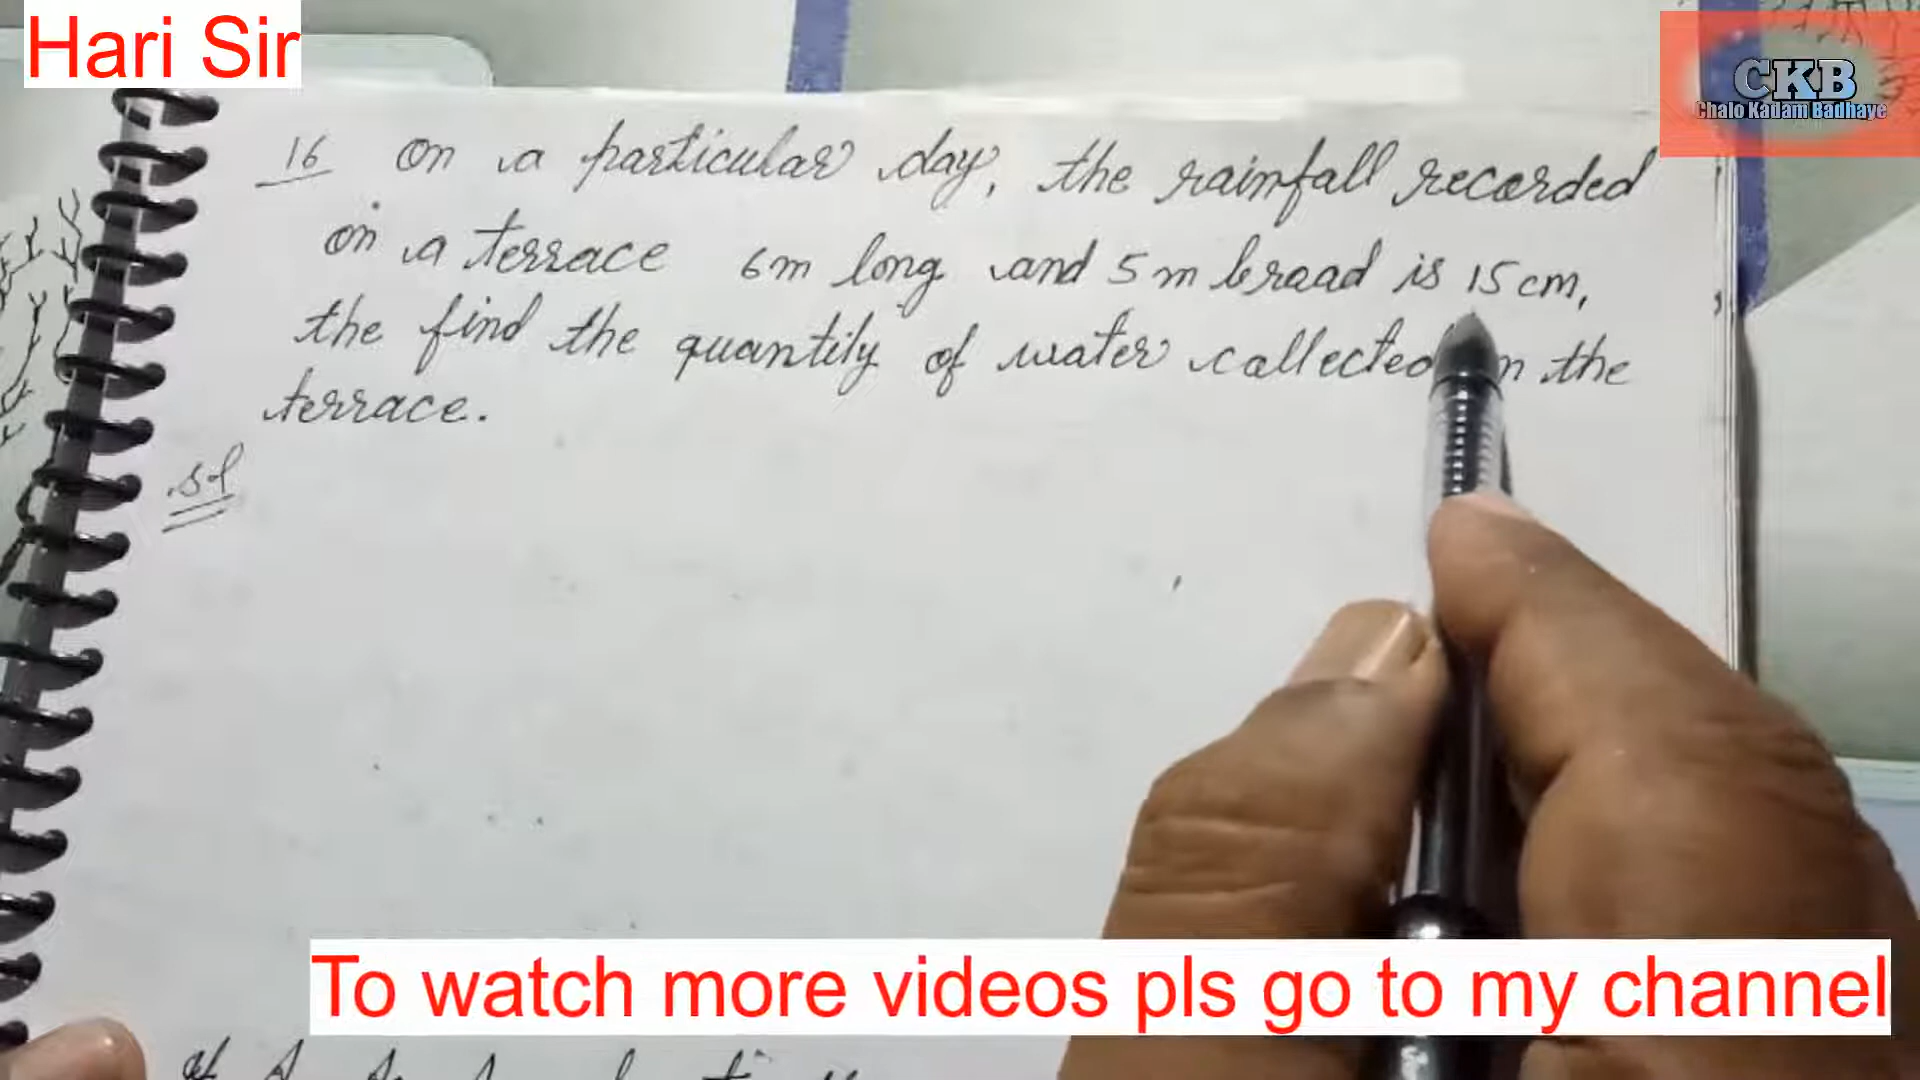 Hari Sir
CKB
Chalo Kadam Badhaye
16 On a particular day, the rainfall recorded
on a terrace 6m long and 5m broad is 15cm,
the find the quantity of water collected the
terrace.
sol
To watch more videos pls go to my channel